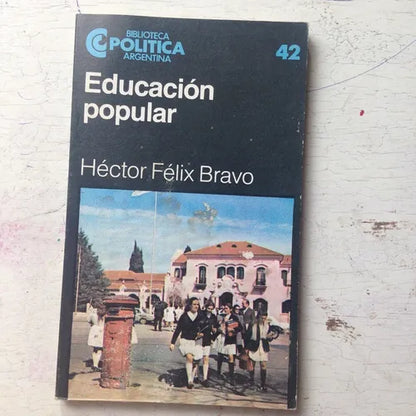 BIBLIOTECA
POLITICA
ARGENTINA
42
Educación
popular
Héctor Félix Bravo